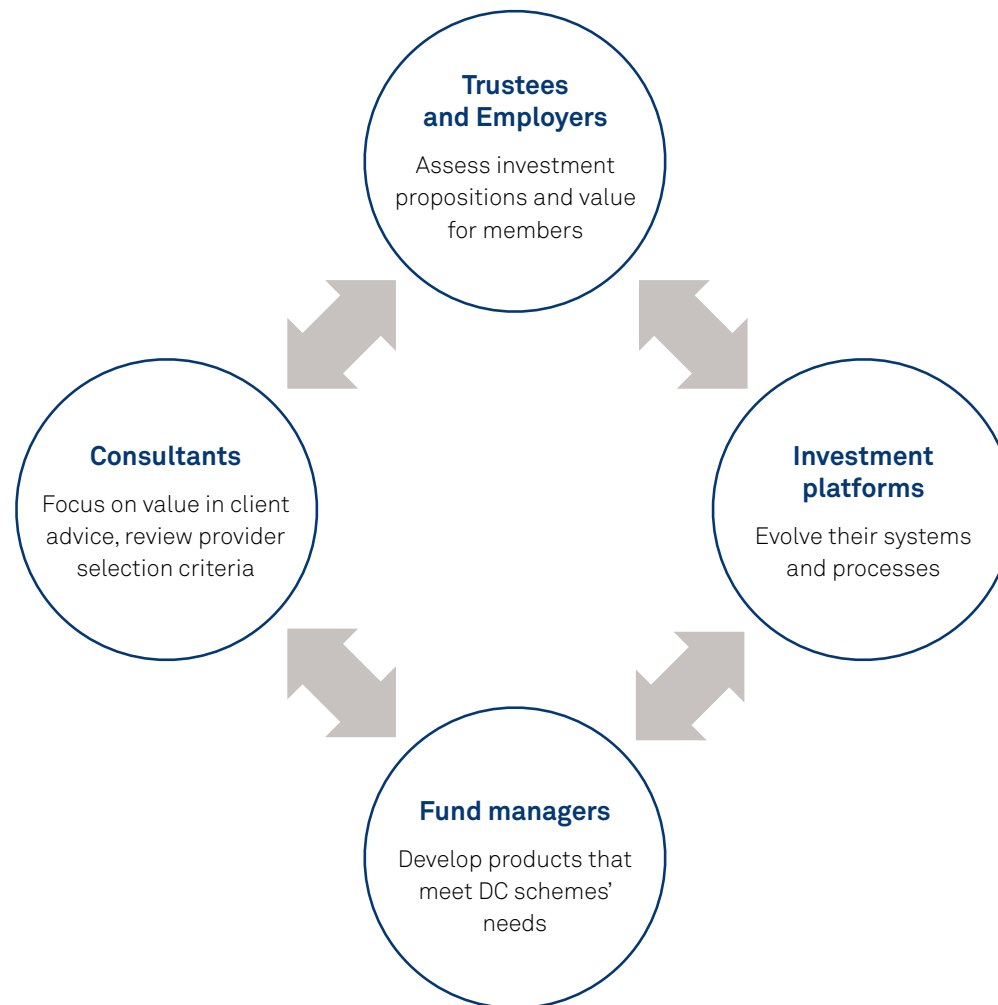 Trustees
and Employers
Assess investment
propositions and value
for members
Consultants
Focus on value in client
advice, review provider
selection criteria
Investment
platforms
Evolve their systems
and processes
Fund managers
Develop products that
meet DC schemes’
needs